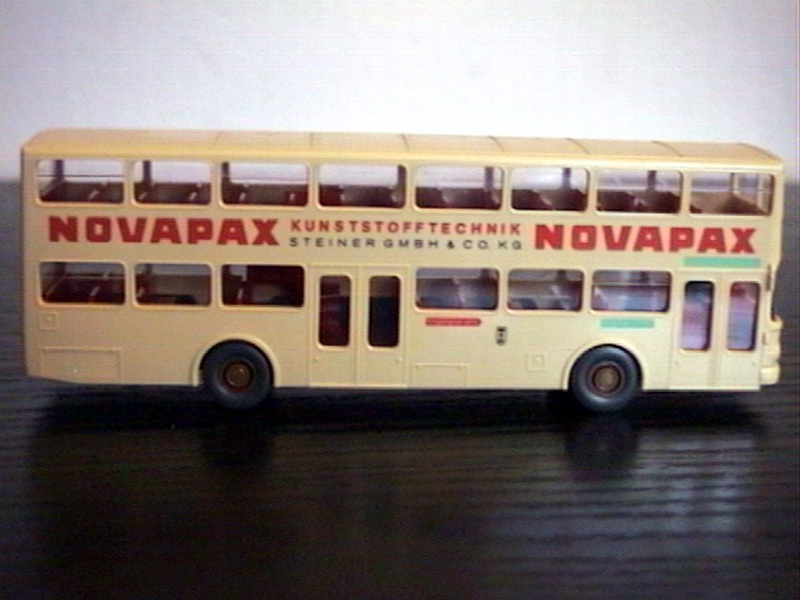 NOVAPAX KUNSTSTOFFTECHNIK NOVAPAX
STEINER GMBH & CO. KG